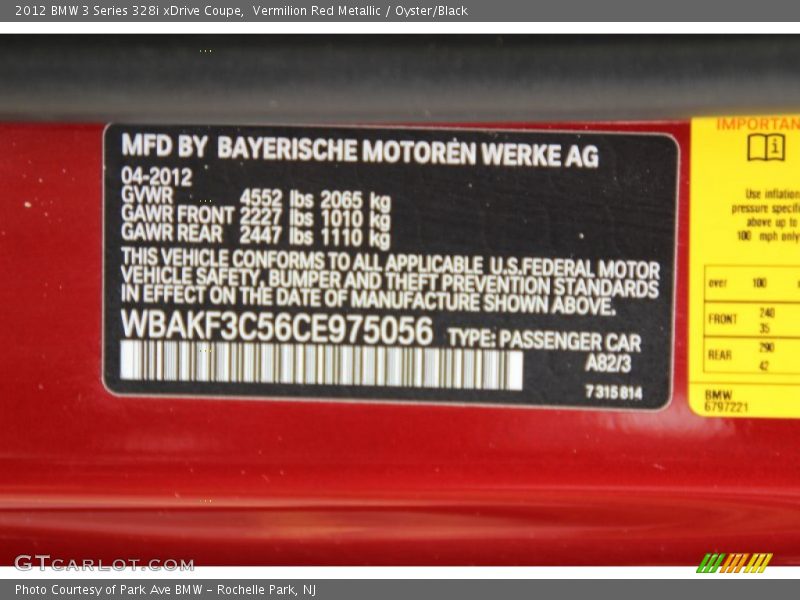 2012 BMW 3 Series 328i xDrive Coupe,  Vermilion Red Metallic / Oyster/Black
MFD BY BAYERISCHE MOTOREN WERKE AG
04-2012
GVWR 4552 lbs 2065 kg
GAWR FRONT 2227 lbs 1010 kg
GAWR REAR 2447 lbs 1110 kg
THIS VEHICLE CONFORMS TO ALL APPLICABLE U.S.FEDERAL MOTOR
VEHICLE SAFETY, BUMPER AND THEFT PREVENTION STANDARDS
IN EFFECT ON THE DATE OF MANUFACTURE SHOWN ABOVE.
WBAKF3C56CE975056 TYPE: PASSENGER CAR
A82/3
7 315 814
IMPORTAN
i
Use inflation
pressure specifi
above up to
100 mph only
over 100
FRONT 240
35
REAR 290
42
BMW
6797221
GTCARLOT.COM
Photo Courtesy of Park Ave BMW - Rochelle Park, NJ